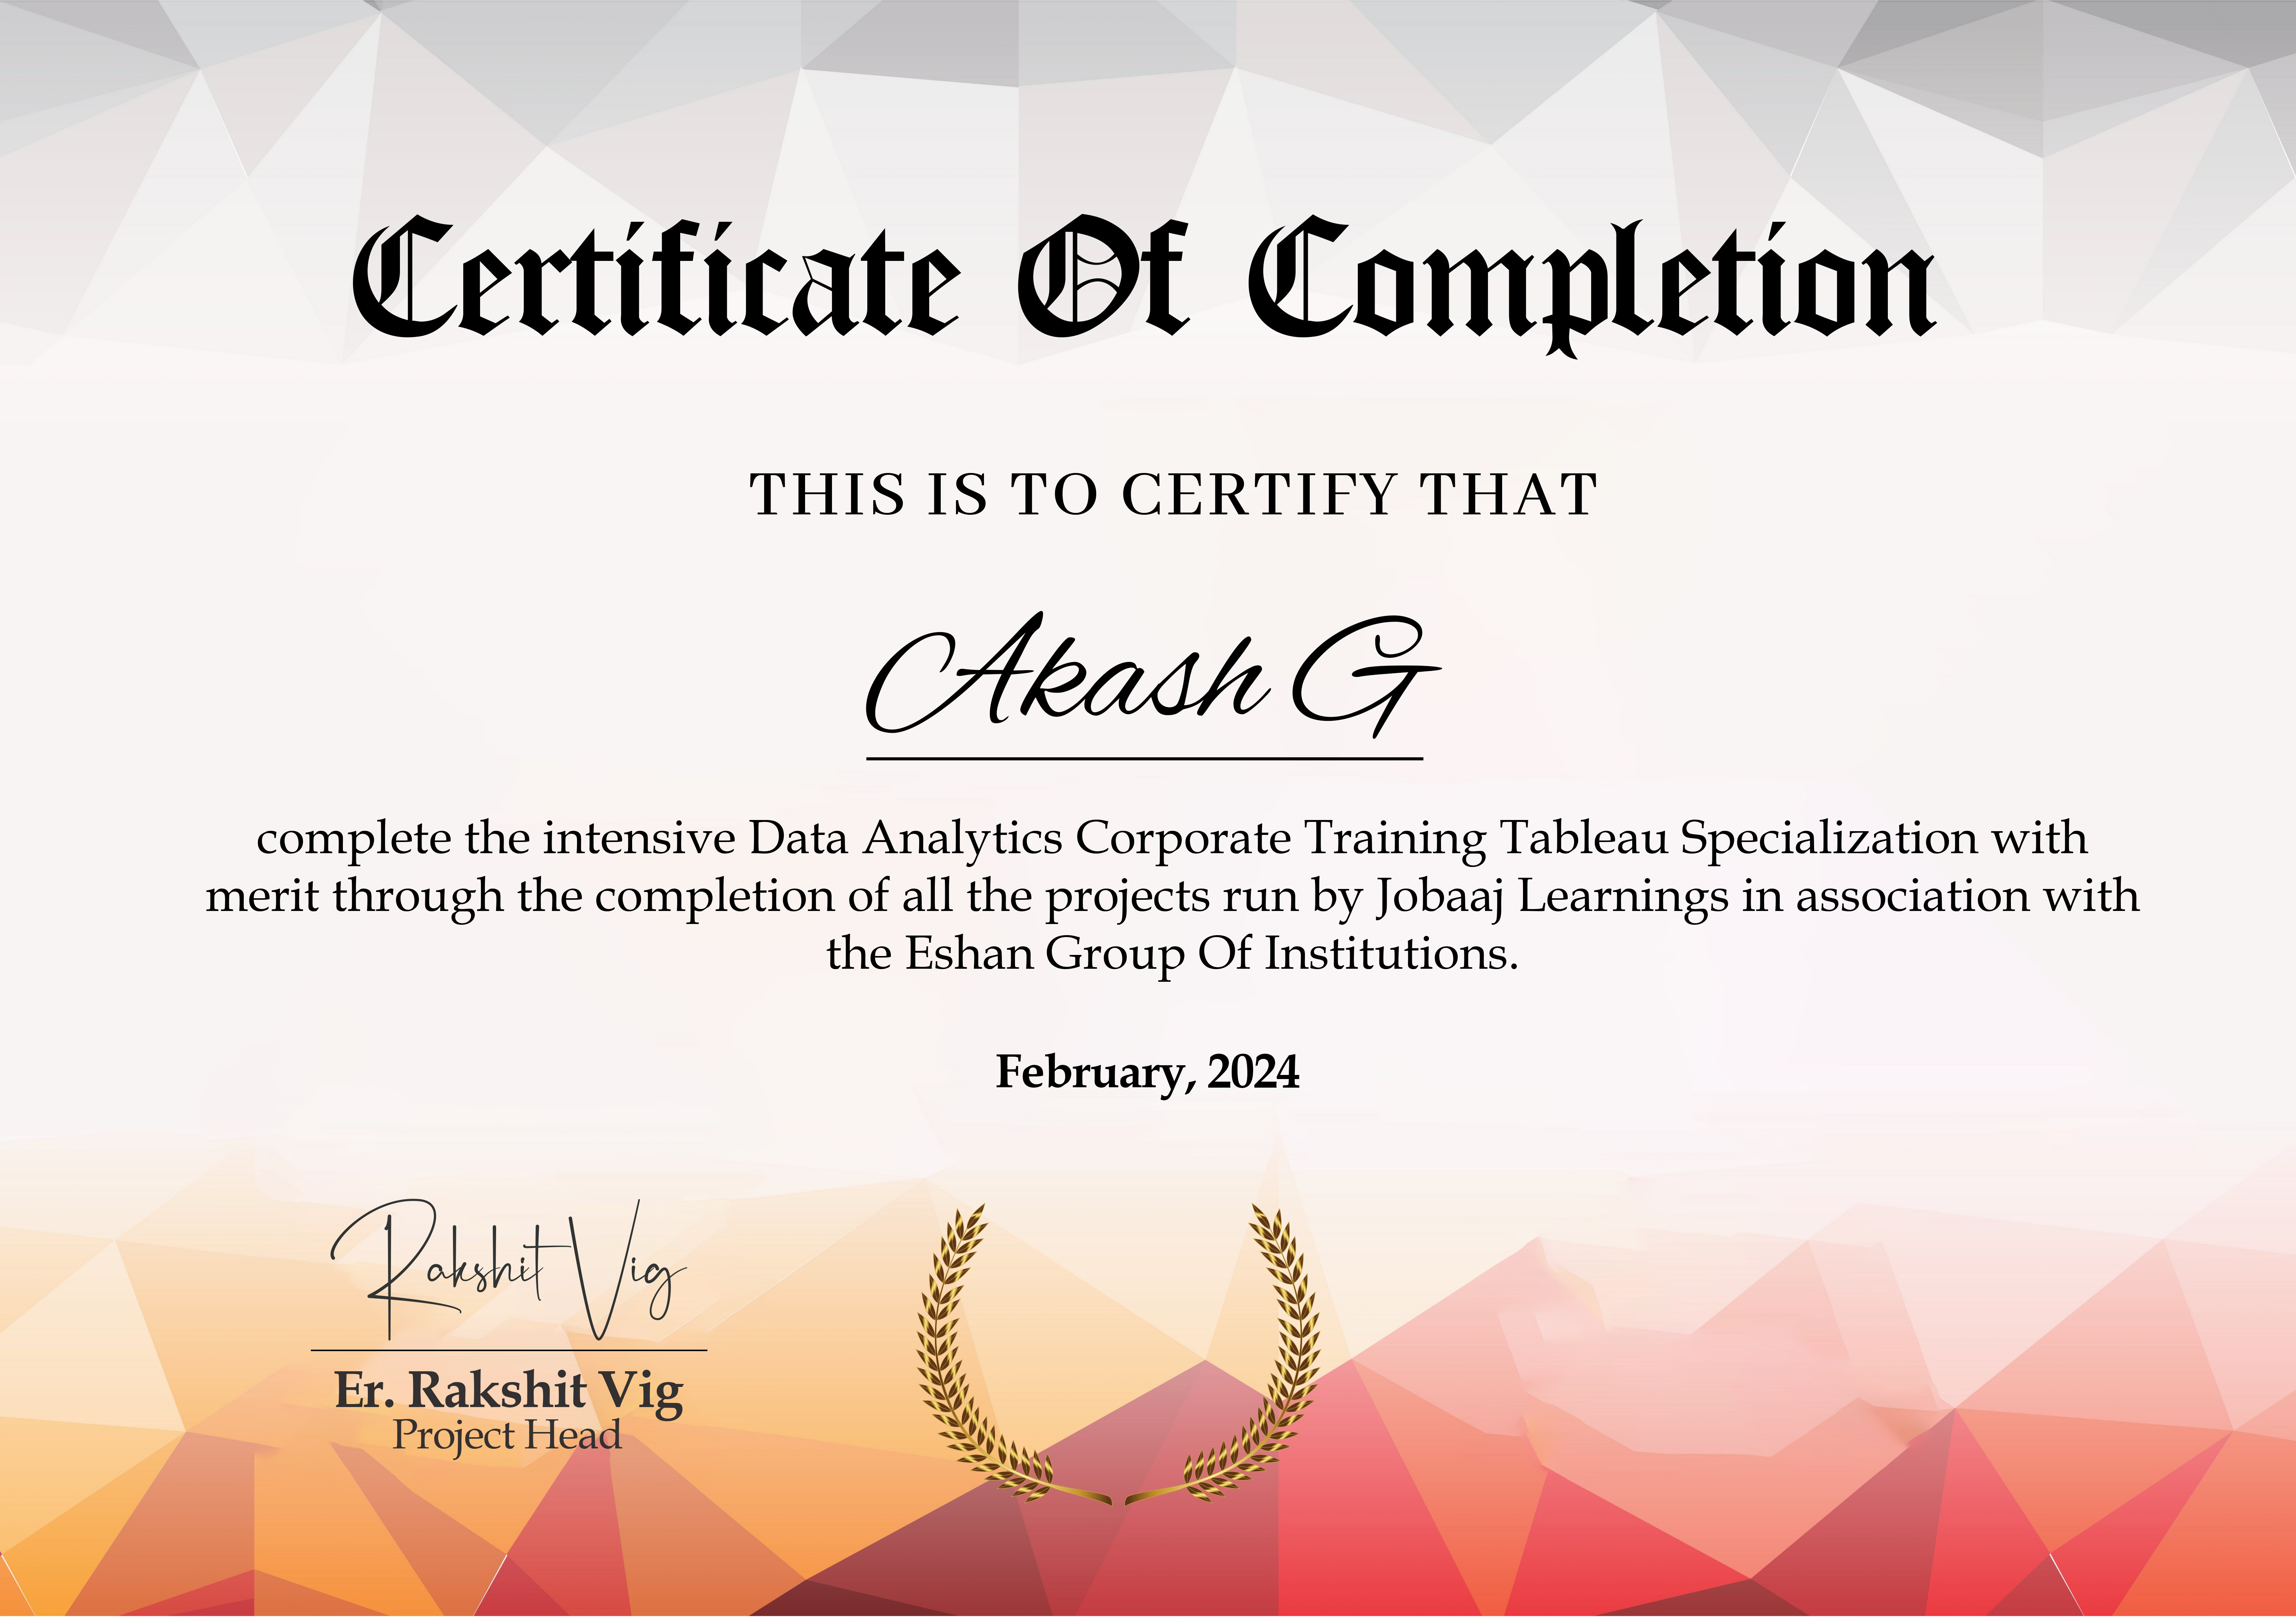 Certificate Of Completion
THIS IS TO CERTIFY THAT
Akash G
complete the intensive Data Analytics Corporate Training Tableau Specialization with
merit through the completion of all the projects run by Jobaaj Learnings in association with
the Eshan Group Of Institutions.
February, 2024
Rakshit Vig
Er. Rakshit Vig
Project Head